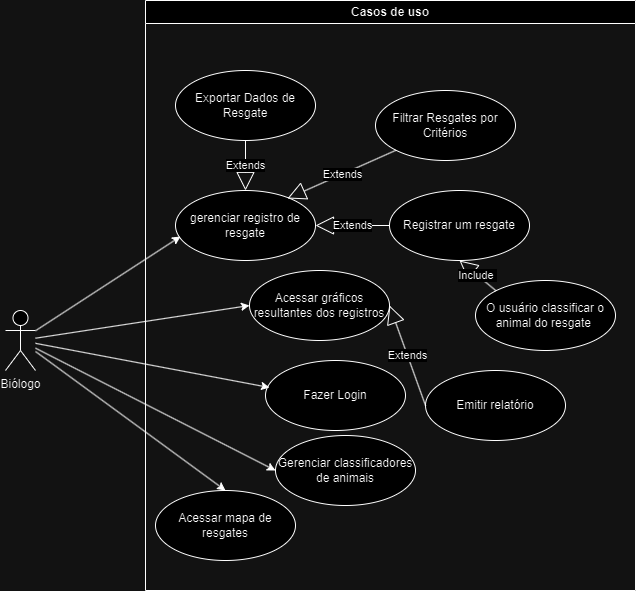 Casos de uso
Exportar Dados de
Resgate
Filtrar Resgates por
Critérios
Extends
Extends
gerenciar registro de
resgate
Extends
Registrar um resgate
Include
Acessar gráficos
resultantes dos registros
O usuário classificar o
animal do resgate
Extends
Biólogo
Fazer Login
Emitir relatório
Gerenciar classificadores
de animais
Acessar mapa de
resgates